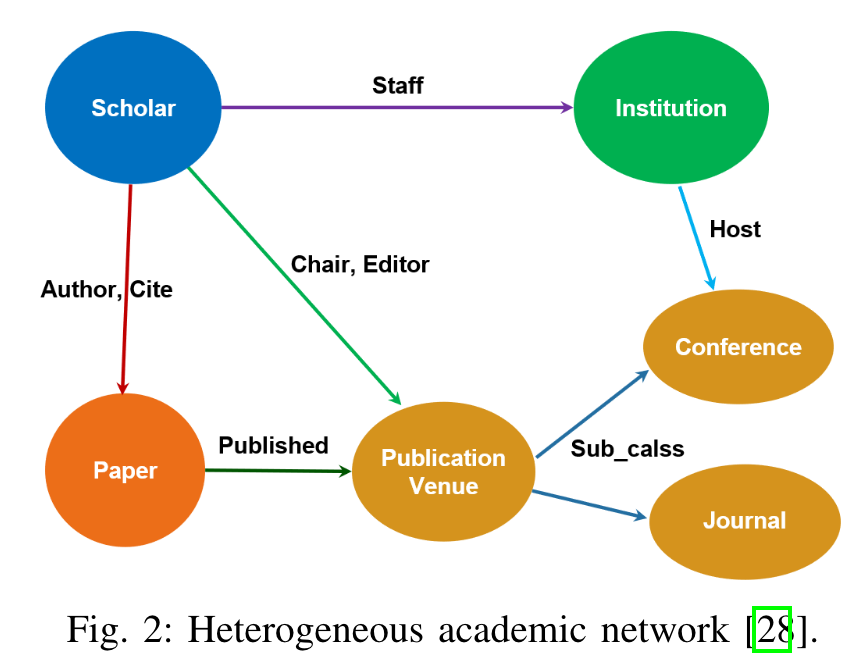 Staff
Scholar
Institution
Host
Chair, Editor
Author, Cite
Conference
Published
Publication
Venue
Sub_calss
Paper
Journal
Fig. 2: Heterogeneous academic network [28].